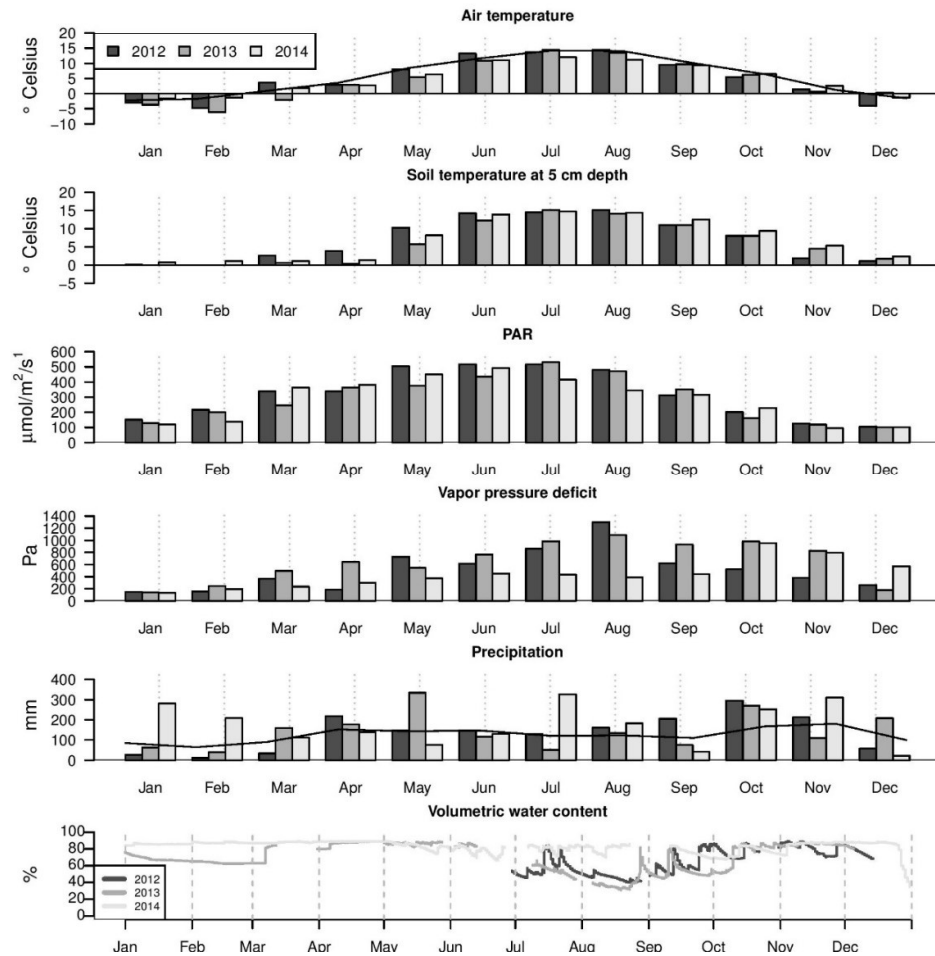 Air temperature
° Celsius
20
15
10
5
0
−5
−10
2012 2013 2014
Jan Feb Mar Apr May Jun Jul Aug Sep Oct Nov Dec
Soil temperature at 5 cm depth
° Celsius
20
15
10
5
0
−5
Jan Feb Mar Apr May Jun Jul Aug Sep Oct Nov Dec
PAR
µmol/m²/s¹
600
500
400
300
200
100
0
Jan Feb Mar Apr May Jun Jul Aug Sep Oct Nov Dec
Vapor pressure deficit
Pa
1400
1200
1000
800
600
400
200
0
Jan Feb Mar Apr May Jun Jul Aug Sep Oct Nov Dec
Precipitation
mm
400
300
200
100
0
Jan Feb Mar Apr May Jun Jul Aug Sep Oct Nov Dec
Volumetric water content
%
100
80
60
40
20
0
2012
2013
2014
Jan Feb Mar Apr May Jun Jul Aug Sep Oct Nov Dec